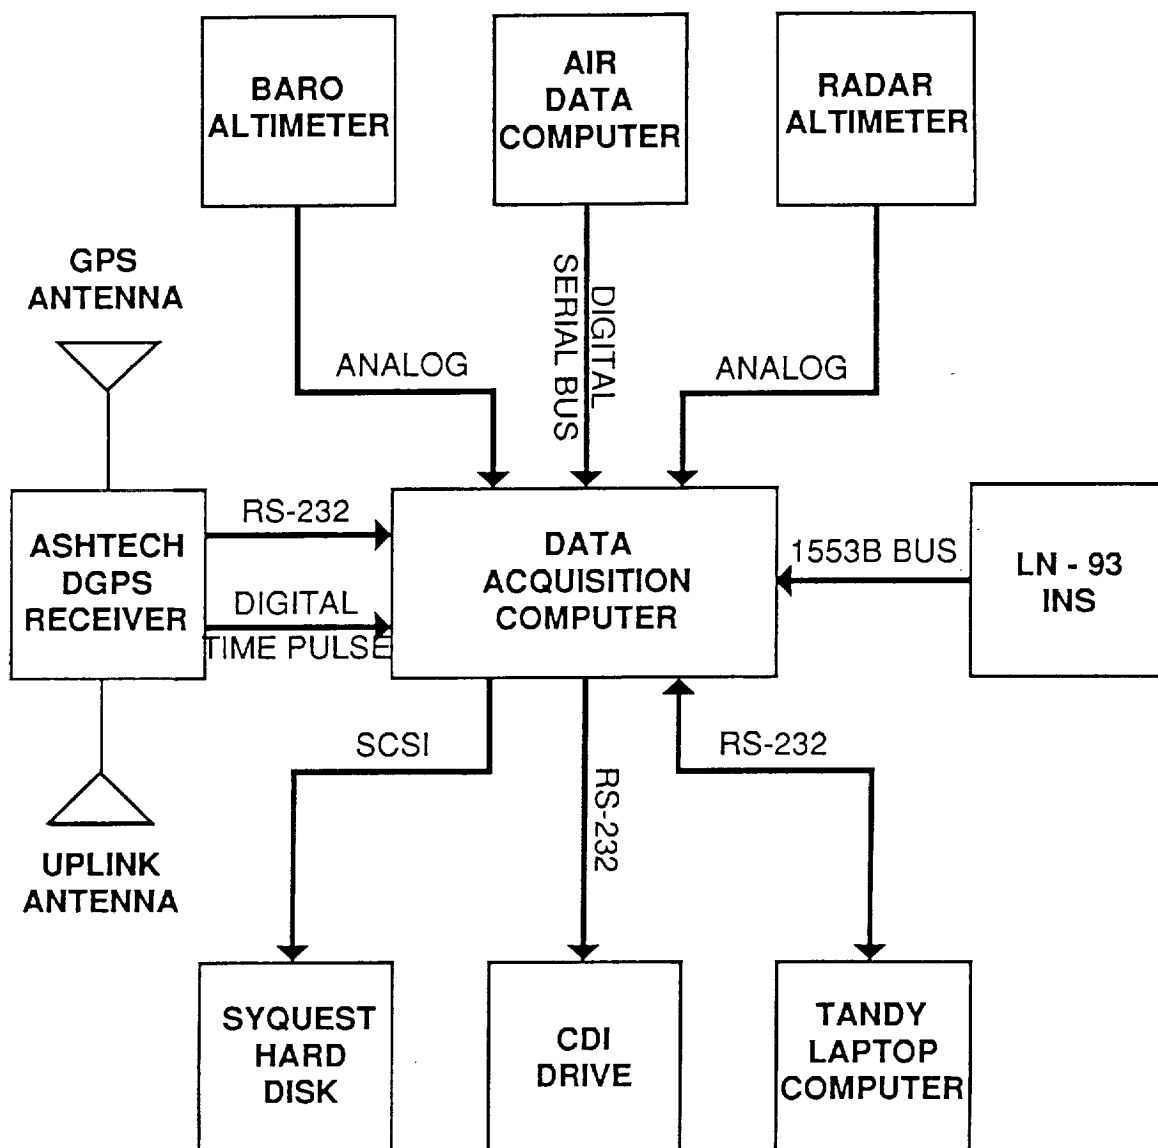 BARO
ALTIMETER
AIR
DATA
COMPUTER
RADAR
ALTIMETER
GPS
ANTENNA
ANALOG
DIGITAL
SERIAL BUS
ANALOG
ASHTECH
DGPS
RECEIVER
RS-232
DIGITAL
TIME PULSE
DATA
ACQUISITION
COMPUTER
1553B BUS
LN - 93
INS
UPLINK
ANTENNA
SCSI
RS-232
RS-232
SYQUEST
HARD
DISK
CDI
DRIVE
TANDY
LAPTOP
COMPUTER